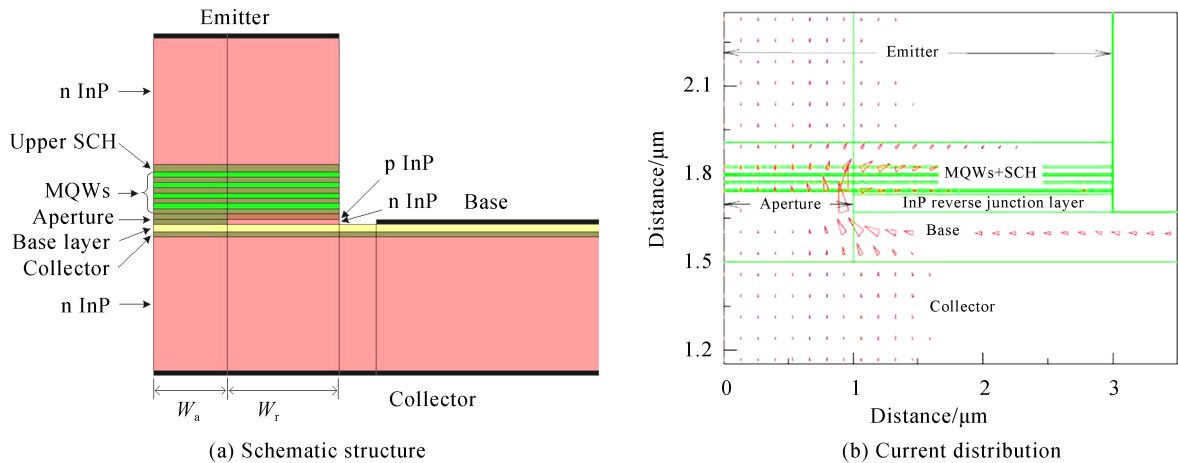 Emitter
n InP
Upper SCH
MQWs
Aperture
Base layer
Collector
n InP
p InP
n InP
Base
Wa
Wr
Collector
(a) Schematic structure
Distance/μm
2.1
1.8
1.5
1.2
Emitter
MQWs+SCH
Aperture
InP reverse junction layer
Base
Collector
0
1
2
3
Distance/μm
(b) Current distribution